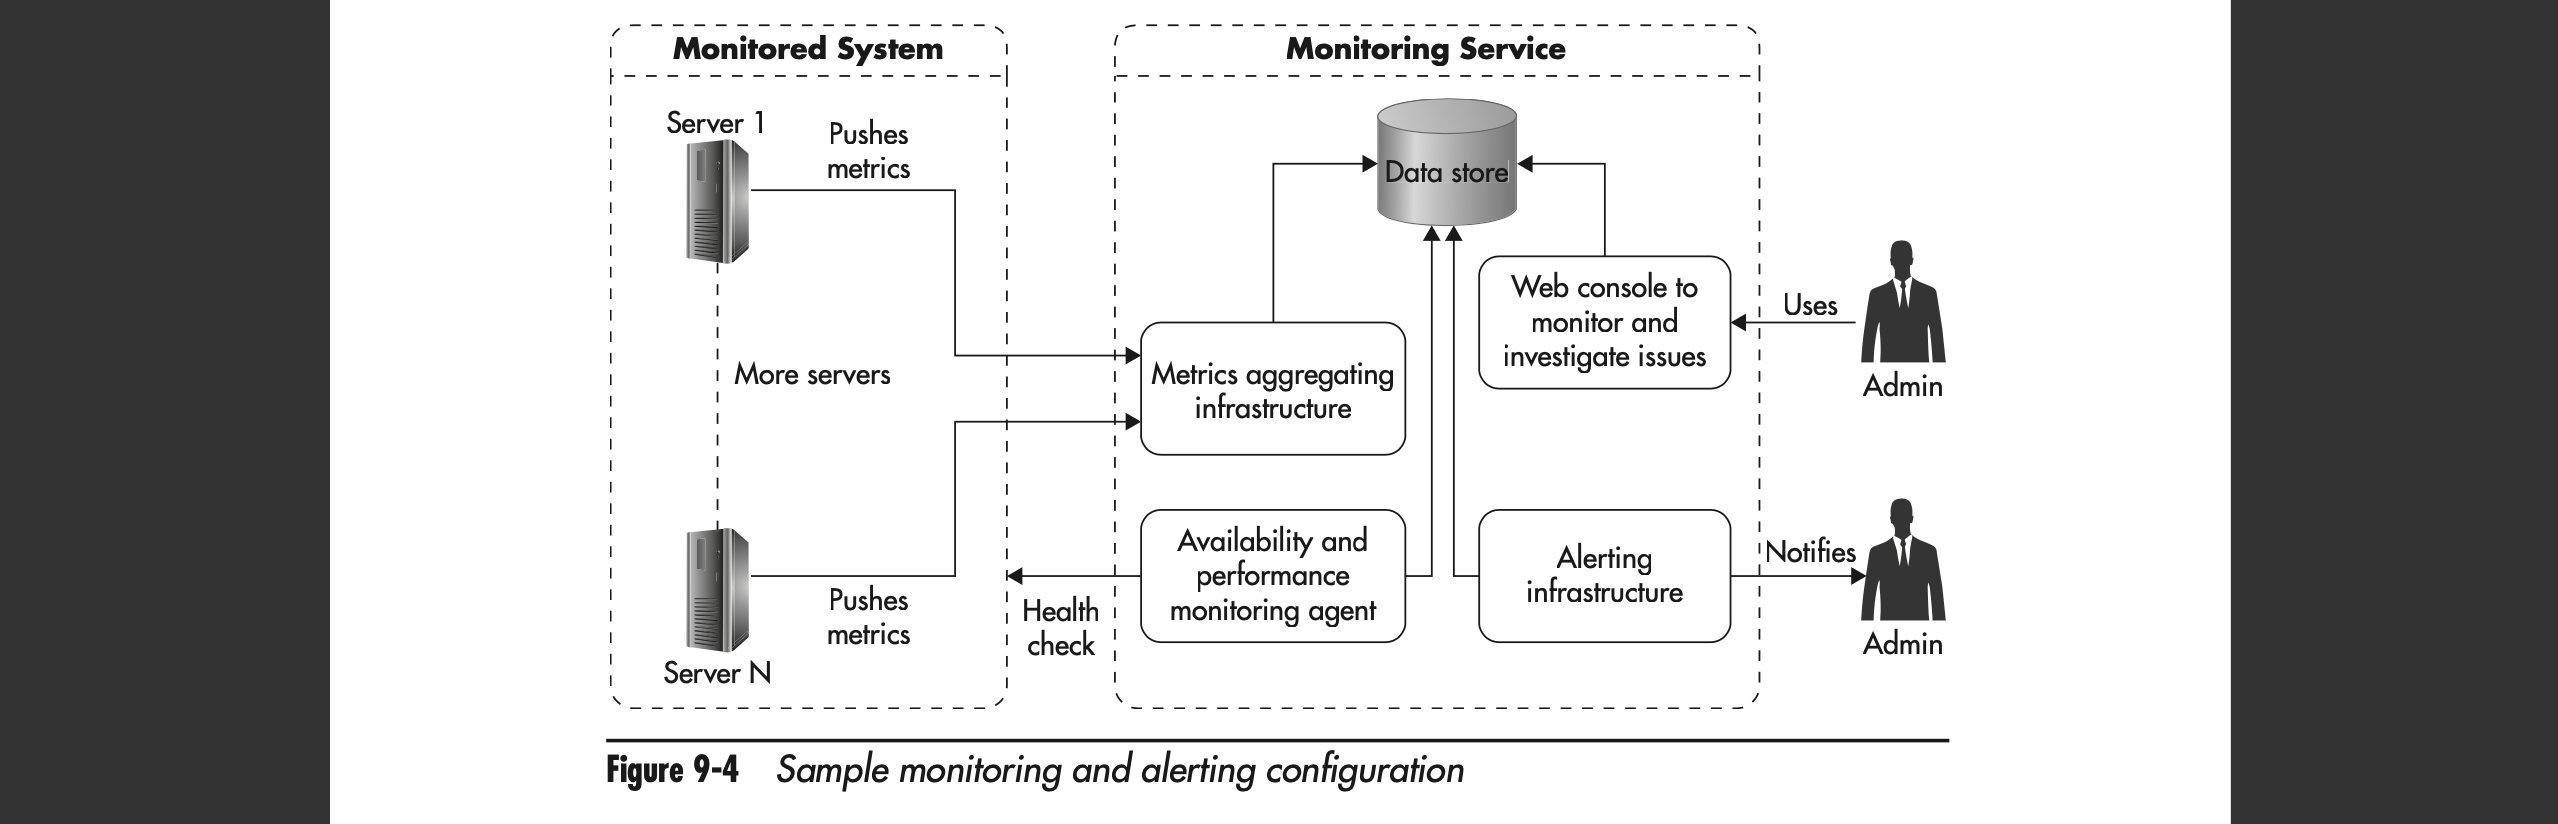 Monitored System
Server 1
Pushes
metrics
More servers
Pushes
metrics
Server N
Health
check
Monitoring Service
Data store
Metrics aggregating
infrastructure
Web console to
monitor and
investigate issues
Uses
Admin
Availability and
performance
monitoring agent
Alerting
infrastructure
Notifies
Admin
Figure 9-4 Sample monitoring and alerting configuration